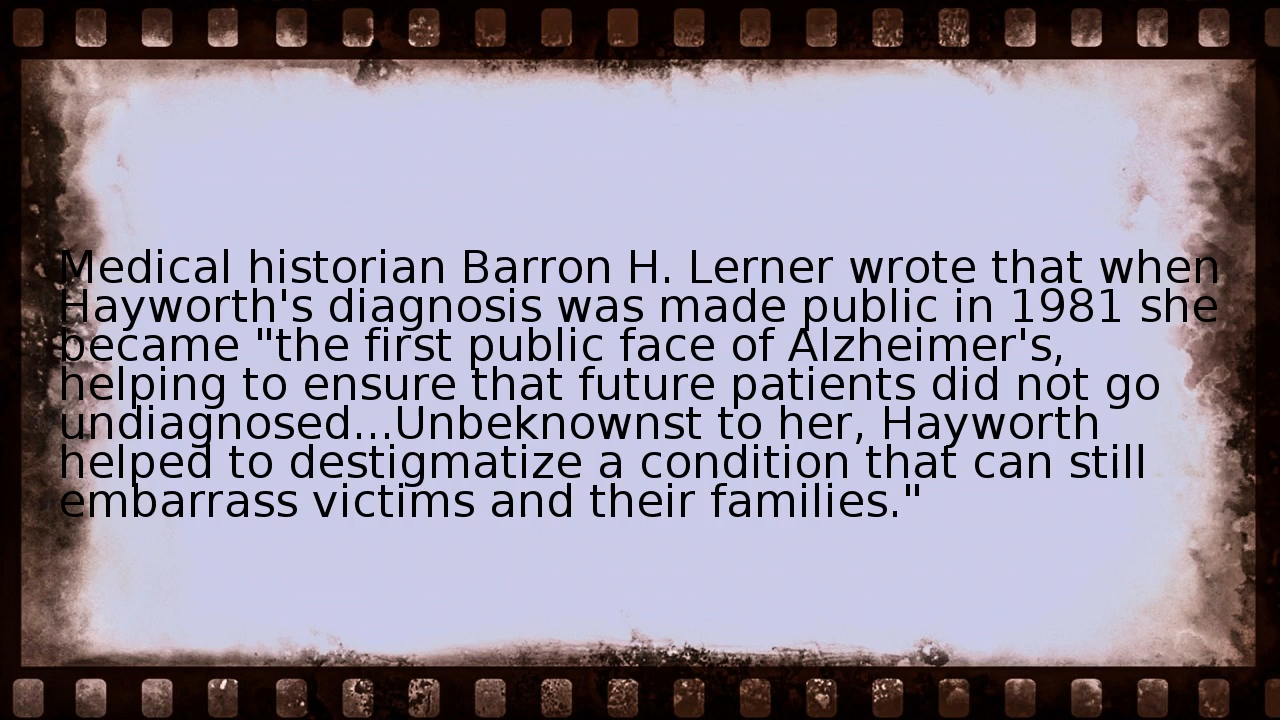 Medical historian Barron H. Lerner wrote that when
Hayworth's diagnosis was made public in 1981 she
became "the first public face of Alzheimer's,
helping to ensure that future patients did not go
undiagnosed...Unbeknownst to her, Hayworth
helped to destigmatize a condition that can still
embarrass victims and their families."